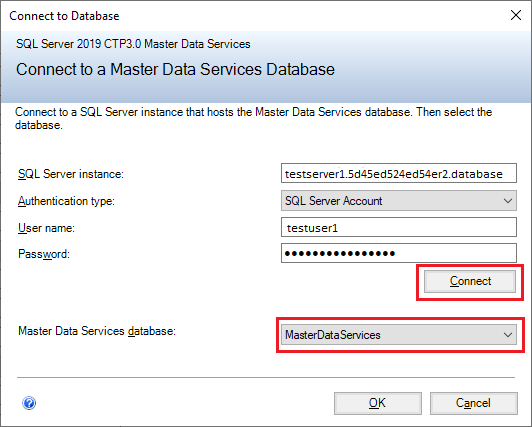 Connect to Database
SQL Server 2019 CTP3.0 Master Data Services
Connect to a Master Data Services Database
Connect to a SQL Server instance that hosts the Master Data Services database. Then select the
database.
SQL Server instance: testserver1.5d45ed524ed54er2.database
Authentication type: SQL Server Account
User name: testuser1
Password: ••••••••••••••••
Connect
Master Data Services database: MasterDataServices
? OK Cancel